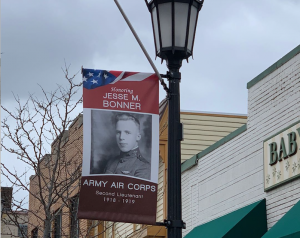 Honoring
JESSE M.
BONNER
ARMY AIR CORPS
Second Lieutenant
1918 - 1919
BAB